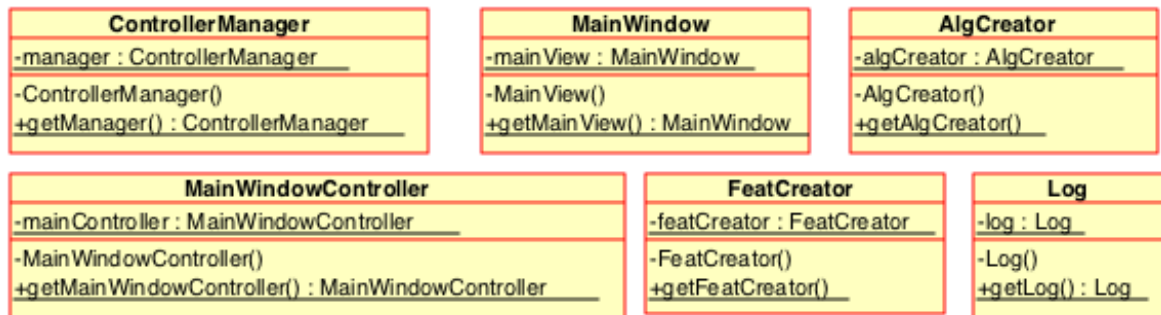 ControllerManager
-manager : ControllerManager
-ControllerManager()
+getManager() : ControllerManager
MainWindow
-mainView : MainWindow
-MainView()
+getMainView() : MainWindow
AlgCreator
-algCreator : AlgCreator
-AlgCreator()
+getAlgCreator()
MainWindowController
-mainController : MainWindowController
-MainWindowController()
+getMainWindowController() : MainWindowController
FeatCreator
-featCreator : FeatCreator
-FeatCreator()
+getFeatCreator()
Log
-log : Log
-Log()
+getLog() : Log